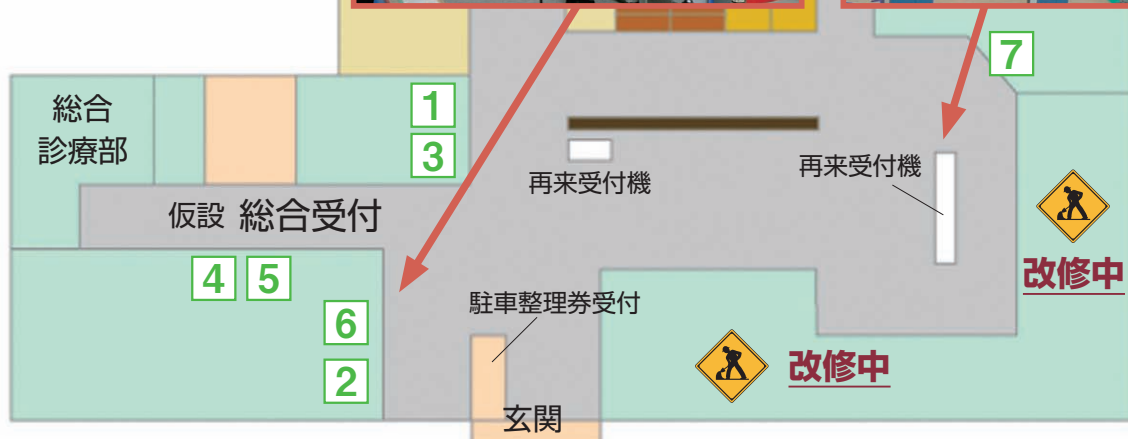 7
総合
診療部
1
3
再来受付機
再来受付機
仮設 総合受付
4 5
改修中
6
駐車整理券受付
2
改修中
玄関